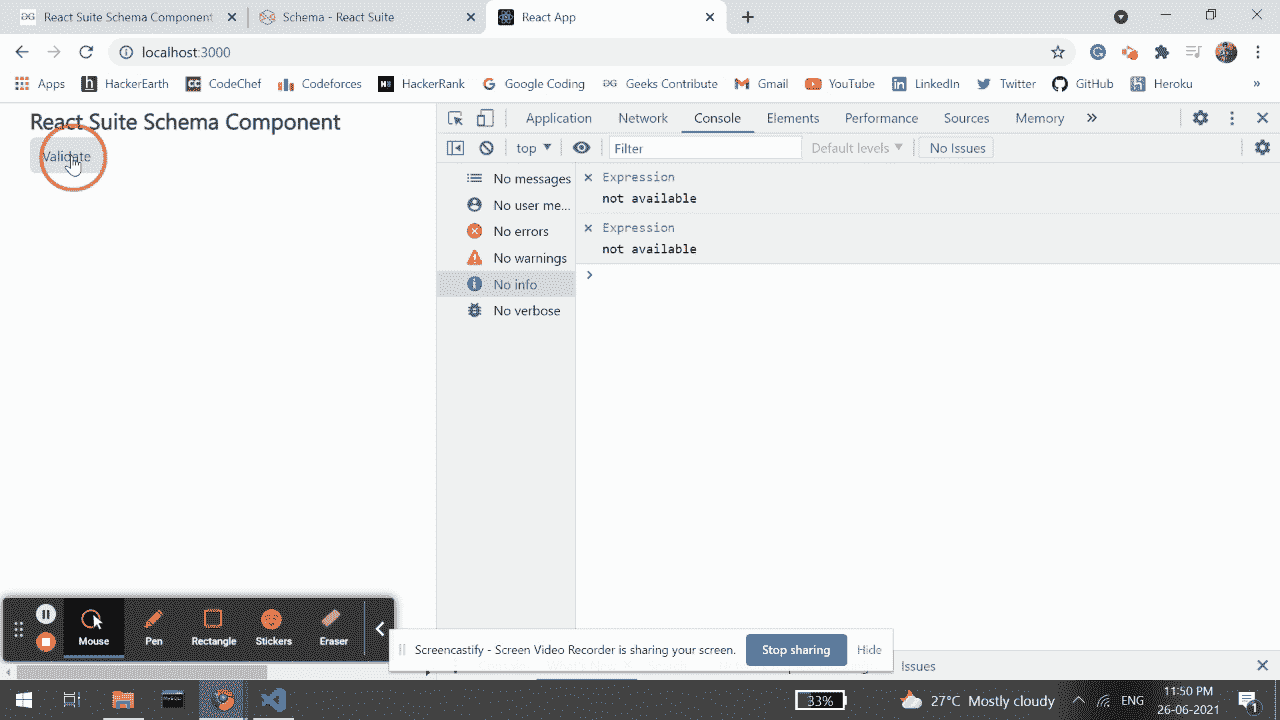 React Suite Schema Component
Schema - React Suite
React App
localhost:3000
Apps
HackerEarth
CodeChef
Codeforces
HackerRank
Google Coding
Geeks Contribute
Gmail
YouTube
LinkedIn
Twitter
GitHub
Heroku
»
React Suite Schema Component
Validate
Application
Network
Console
Elements
Performance
Sources
Memory
»
top
Filter
Default levels
No Issues
No messages
No user me...
No errors
No warnings
No info
No verbose
Expression
not available
Expression
not available
Mouse
Pen
Rectangle
Stickers
Eraser
Screencastify - Screen Video Recorder is sharing your screen.
Stop sharing
Hide
Issues
33%
27°C Mostly cloudy
ENG
11:50 PM
26-06-2021
1